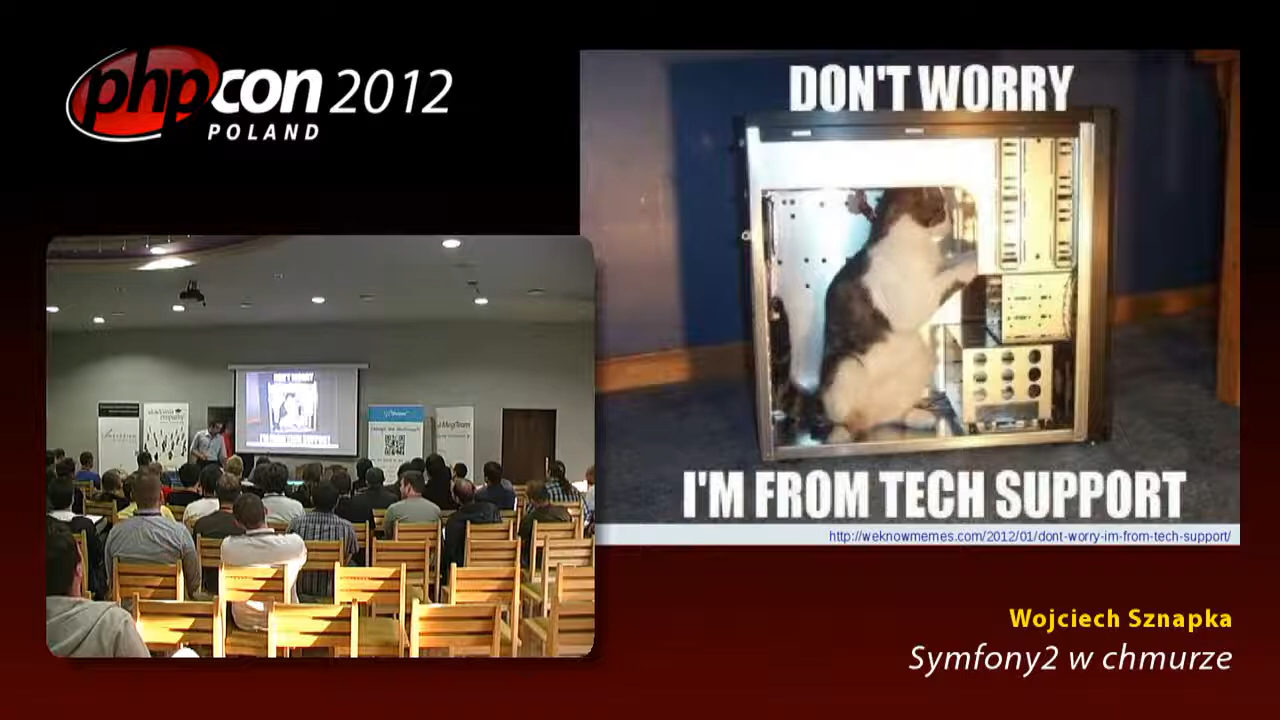 phpcon 2012
POLAND
DON'T WORRY
I'M FROM TECH SUPPORT
http://weknowmemes.com/2012/01/dont-worry-im-from-tech-support/
Wojciech Sznapka
Symfony2 w chmurze